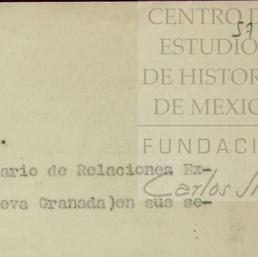 CENTRO D
57
ESTUDIO
DE HISTOR
DE MEXIC
FUNDACI
ario de Relaciones Ex-
Carlos
eva Granada)en sus se-